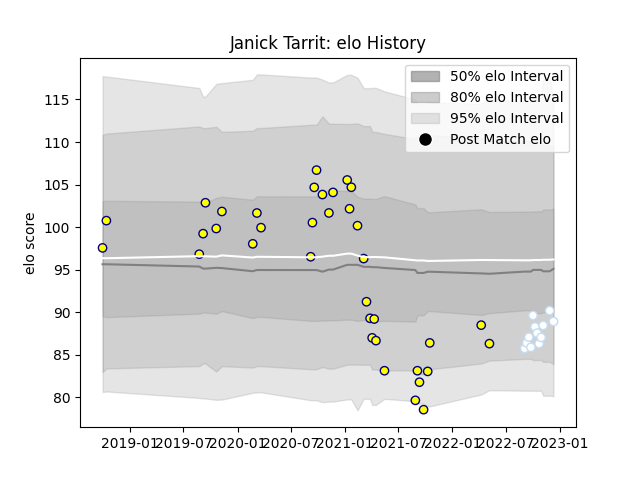 Janick Tarrit: elo History
50% elo Interval
80% elo Interval
95% elo Interval
Post Match elo
elo score
115
110
105
100
95
90
85
80
2019-01
2019-07
2020-01
2020-07
2021-01
2021-07
2022-01
2022-07
2023-01